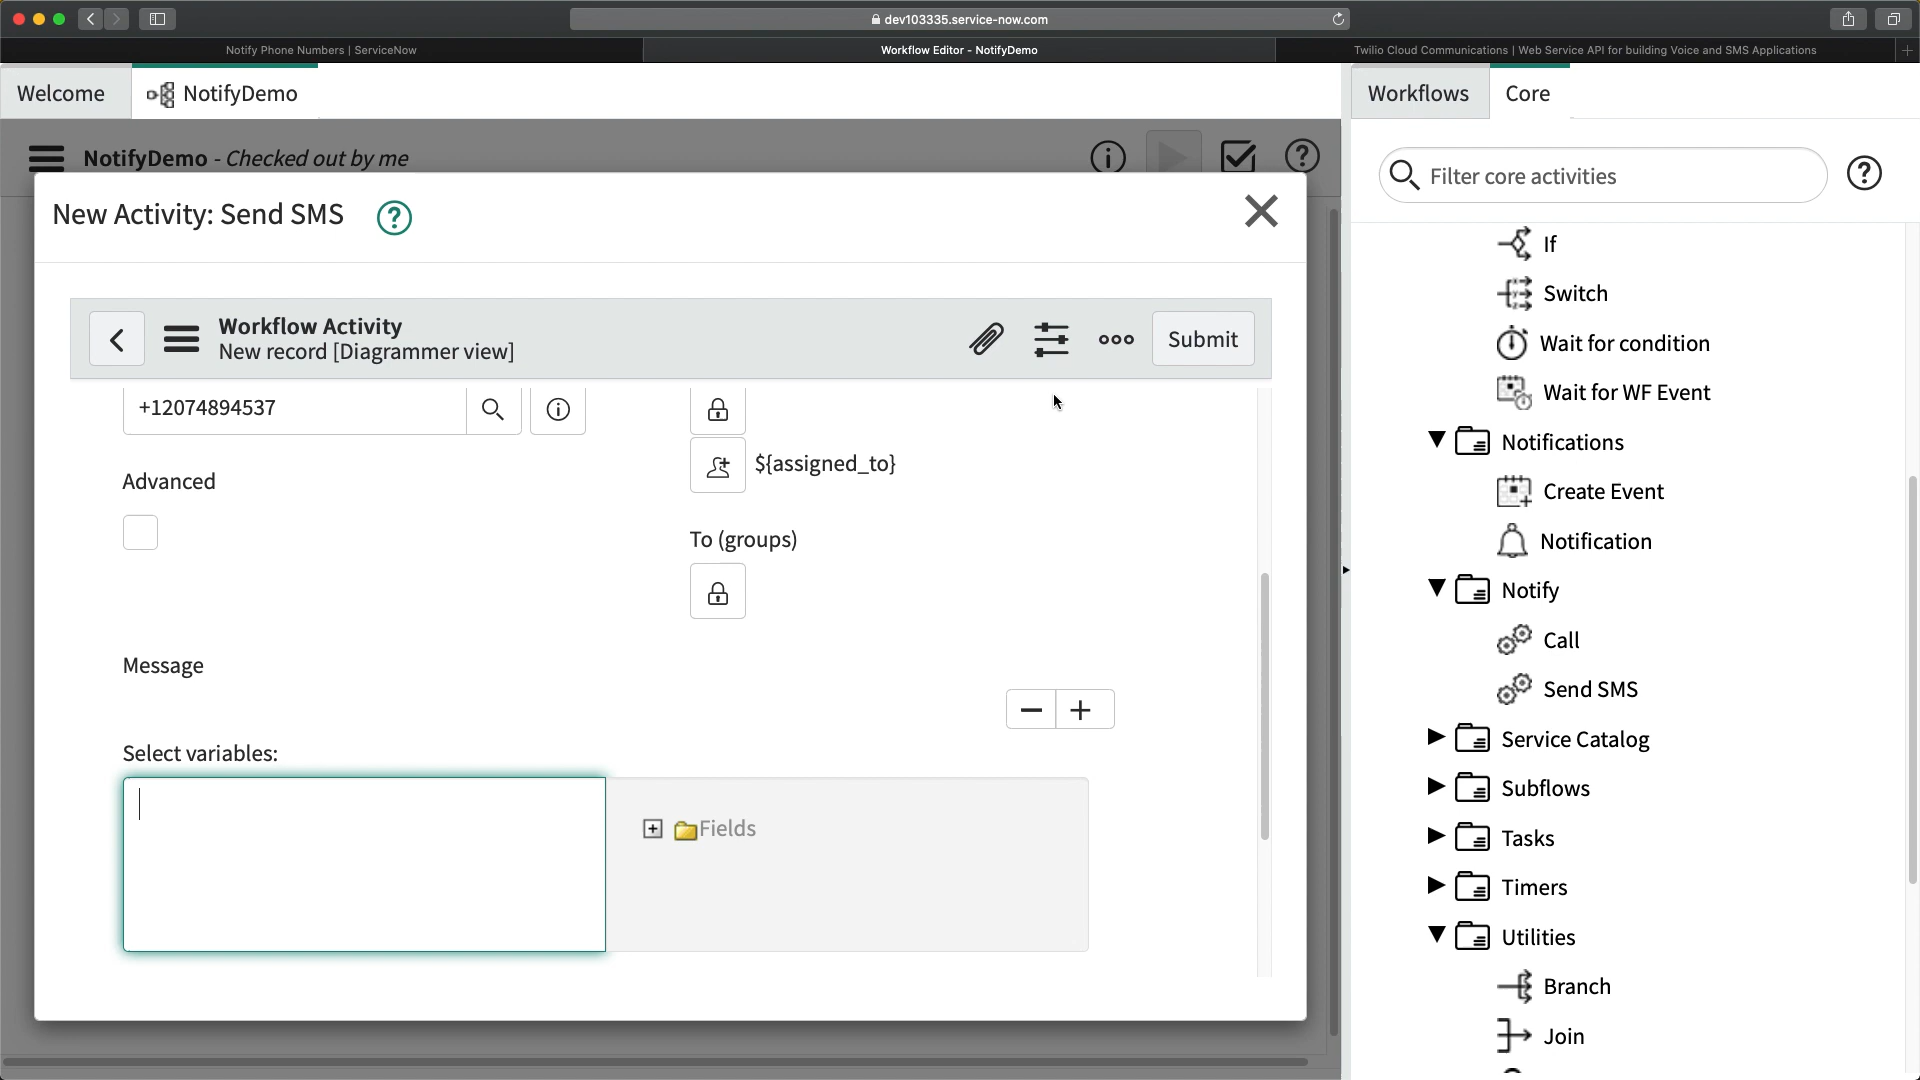 dev103335.service-now.com
Notify Phone Numbers | ServiceNow
Workflow Editor - NotifyDemo
Twilio Cloud Communications | Web Service API for building Voice and SMS Applications
Welcome
NotifyDemo
Workflows
Core
NotifyDemo - Checked out by me
Filter core activities
New Activity: Send SMS
Workflow Activity
New record [Diagrammer view]
Submit
+12074894537
${assigned_to}
Advanced
To (groups)
Message
Select variables:
Fields
If
Switch
Wait for condition
Wait for WF Event
Notifications
Create Event
Notification
Notify
Call
Send SMS
Service Catalog
Subflows
Tasks
Timers
Utilities
Branch
Join